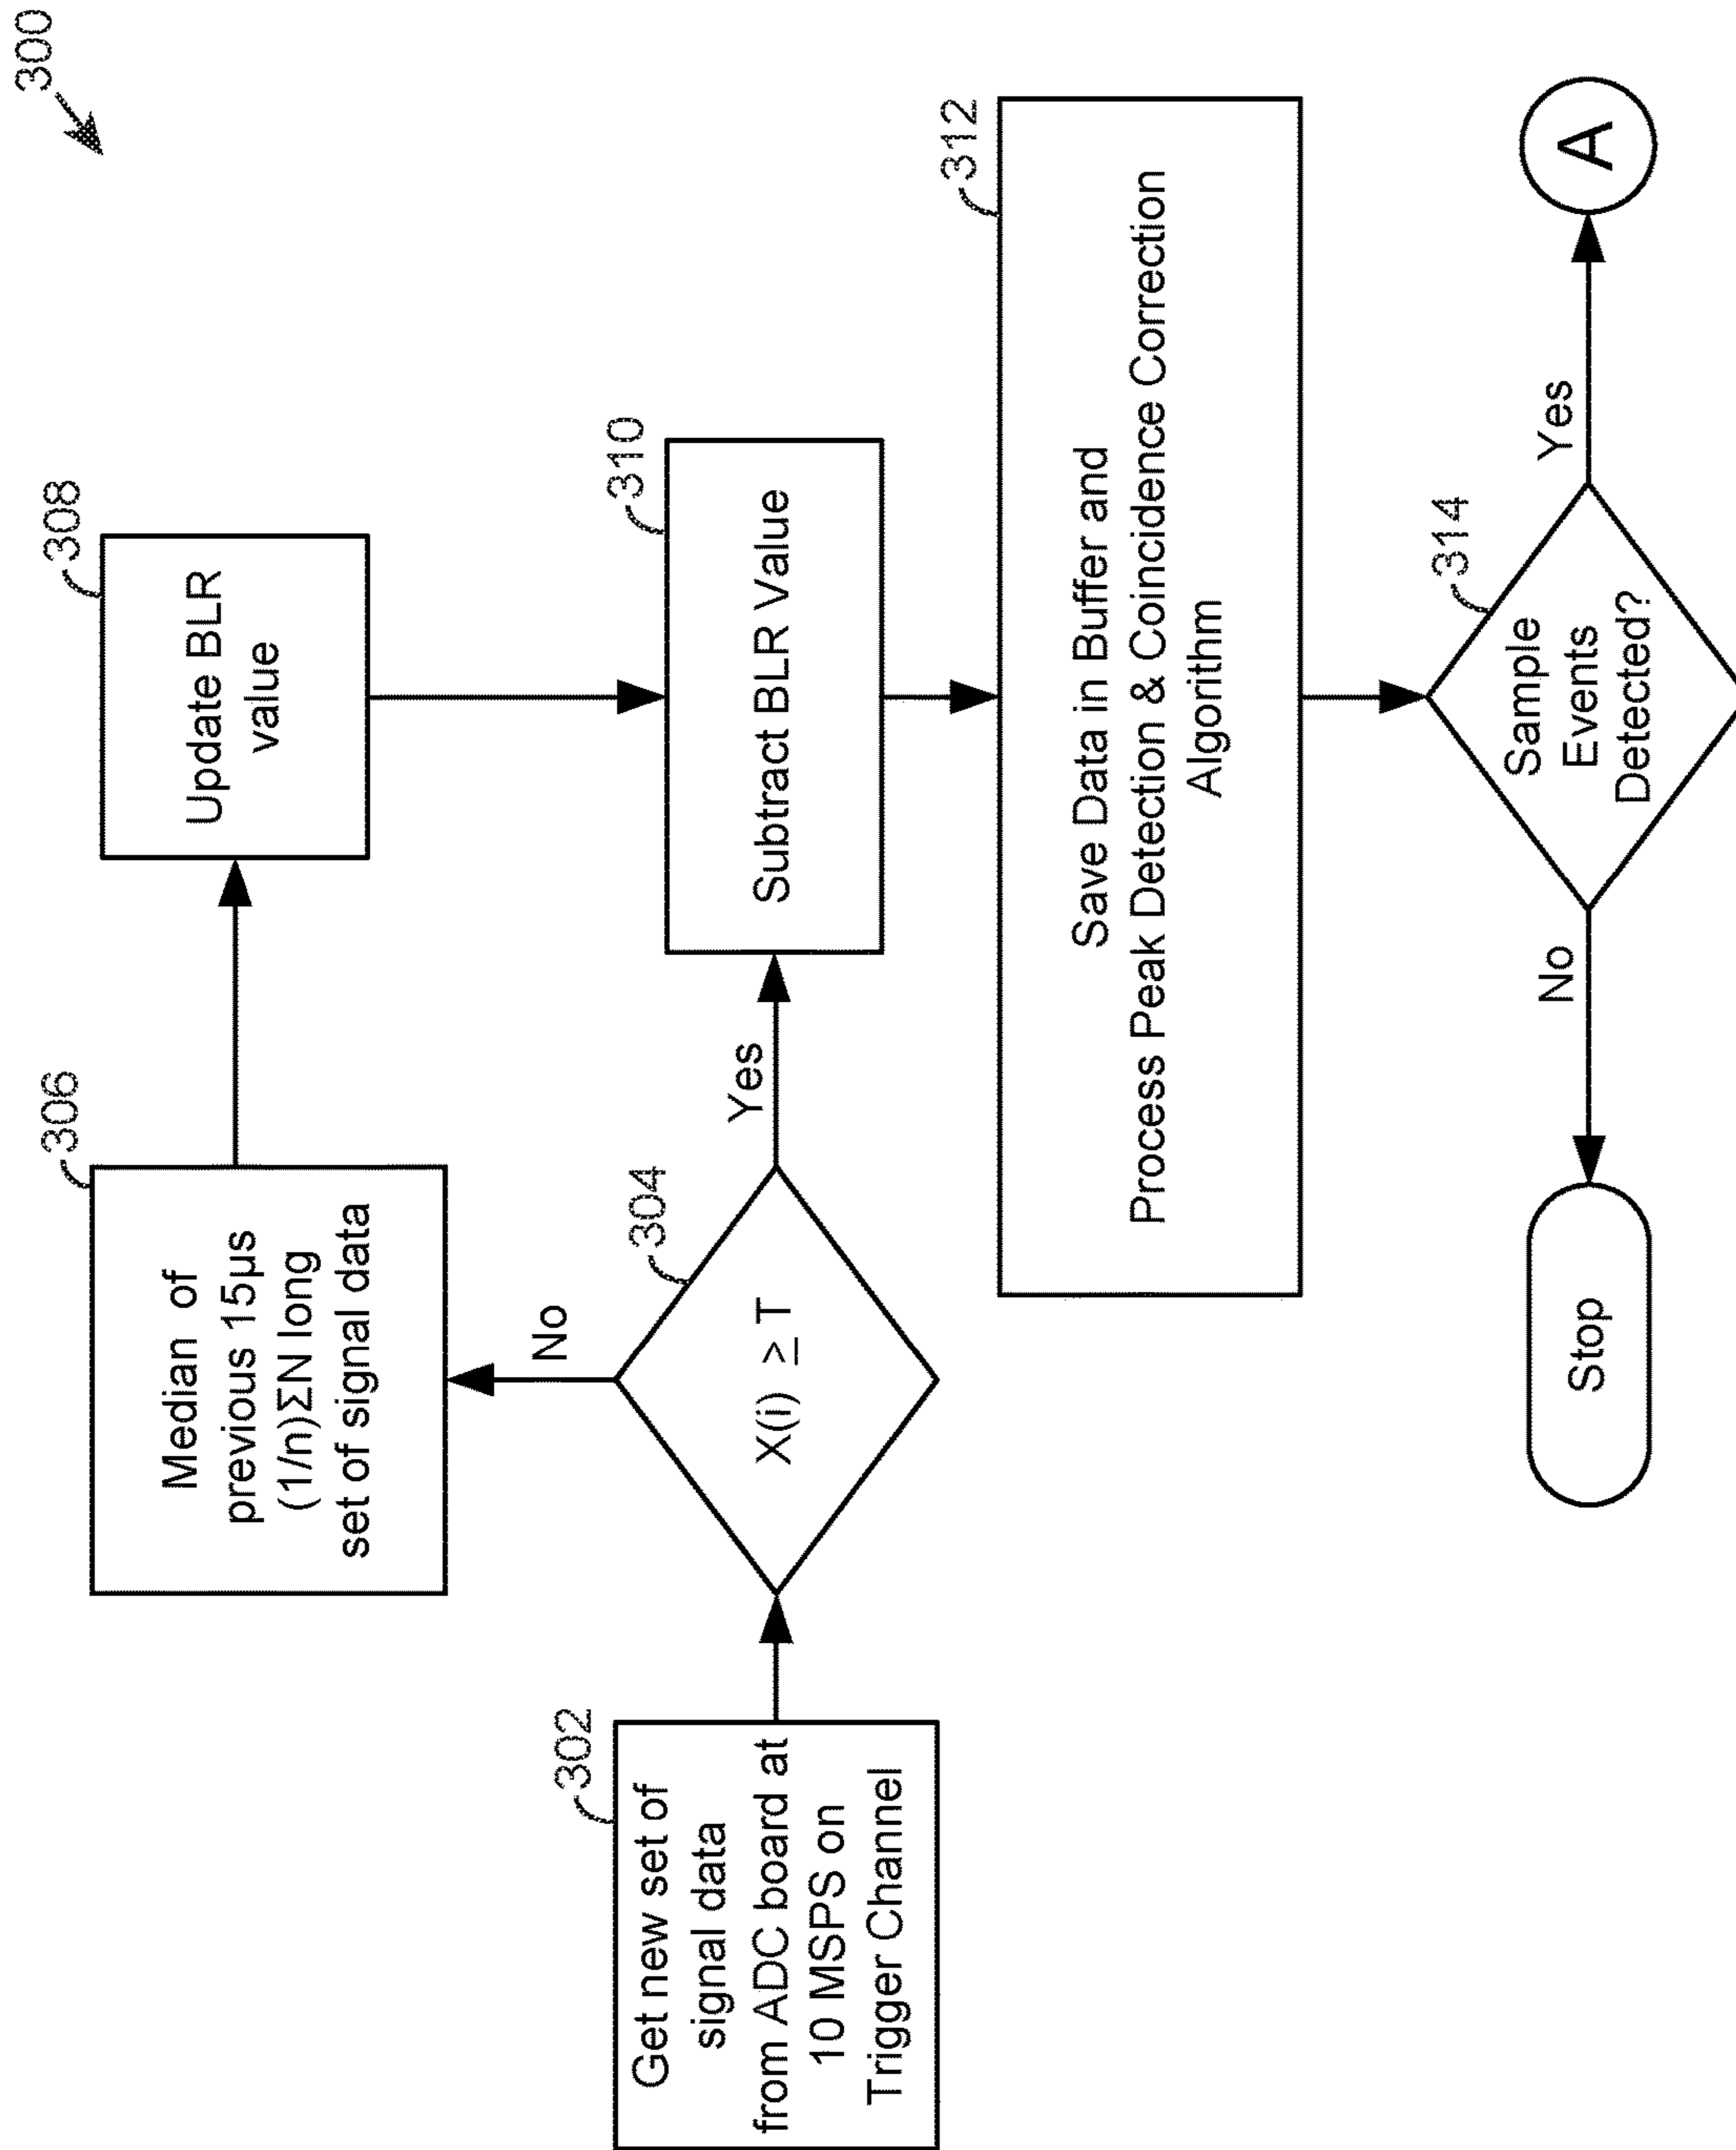 300
302
Get new set of
signal data
from ADC board at
10 MSPS on
Trigger Channel
304
X(i) ≥ T
No
Yes
306
Median of
previous 15µs
(1/n)ΣN long
set of signal data
308
Update BLR
value
310
Subtract BLR Value
312
Save Data in Buffer and
Process Peak Detection & Coincidence Correction
Algorithm
314
Sample
Events
Detected?
No
Yes
Stop
A